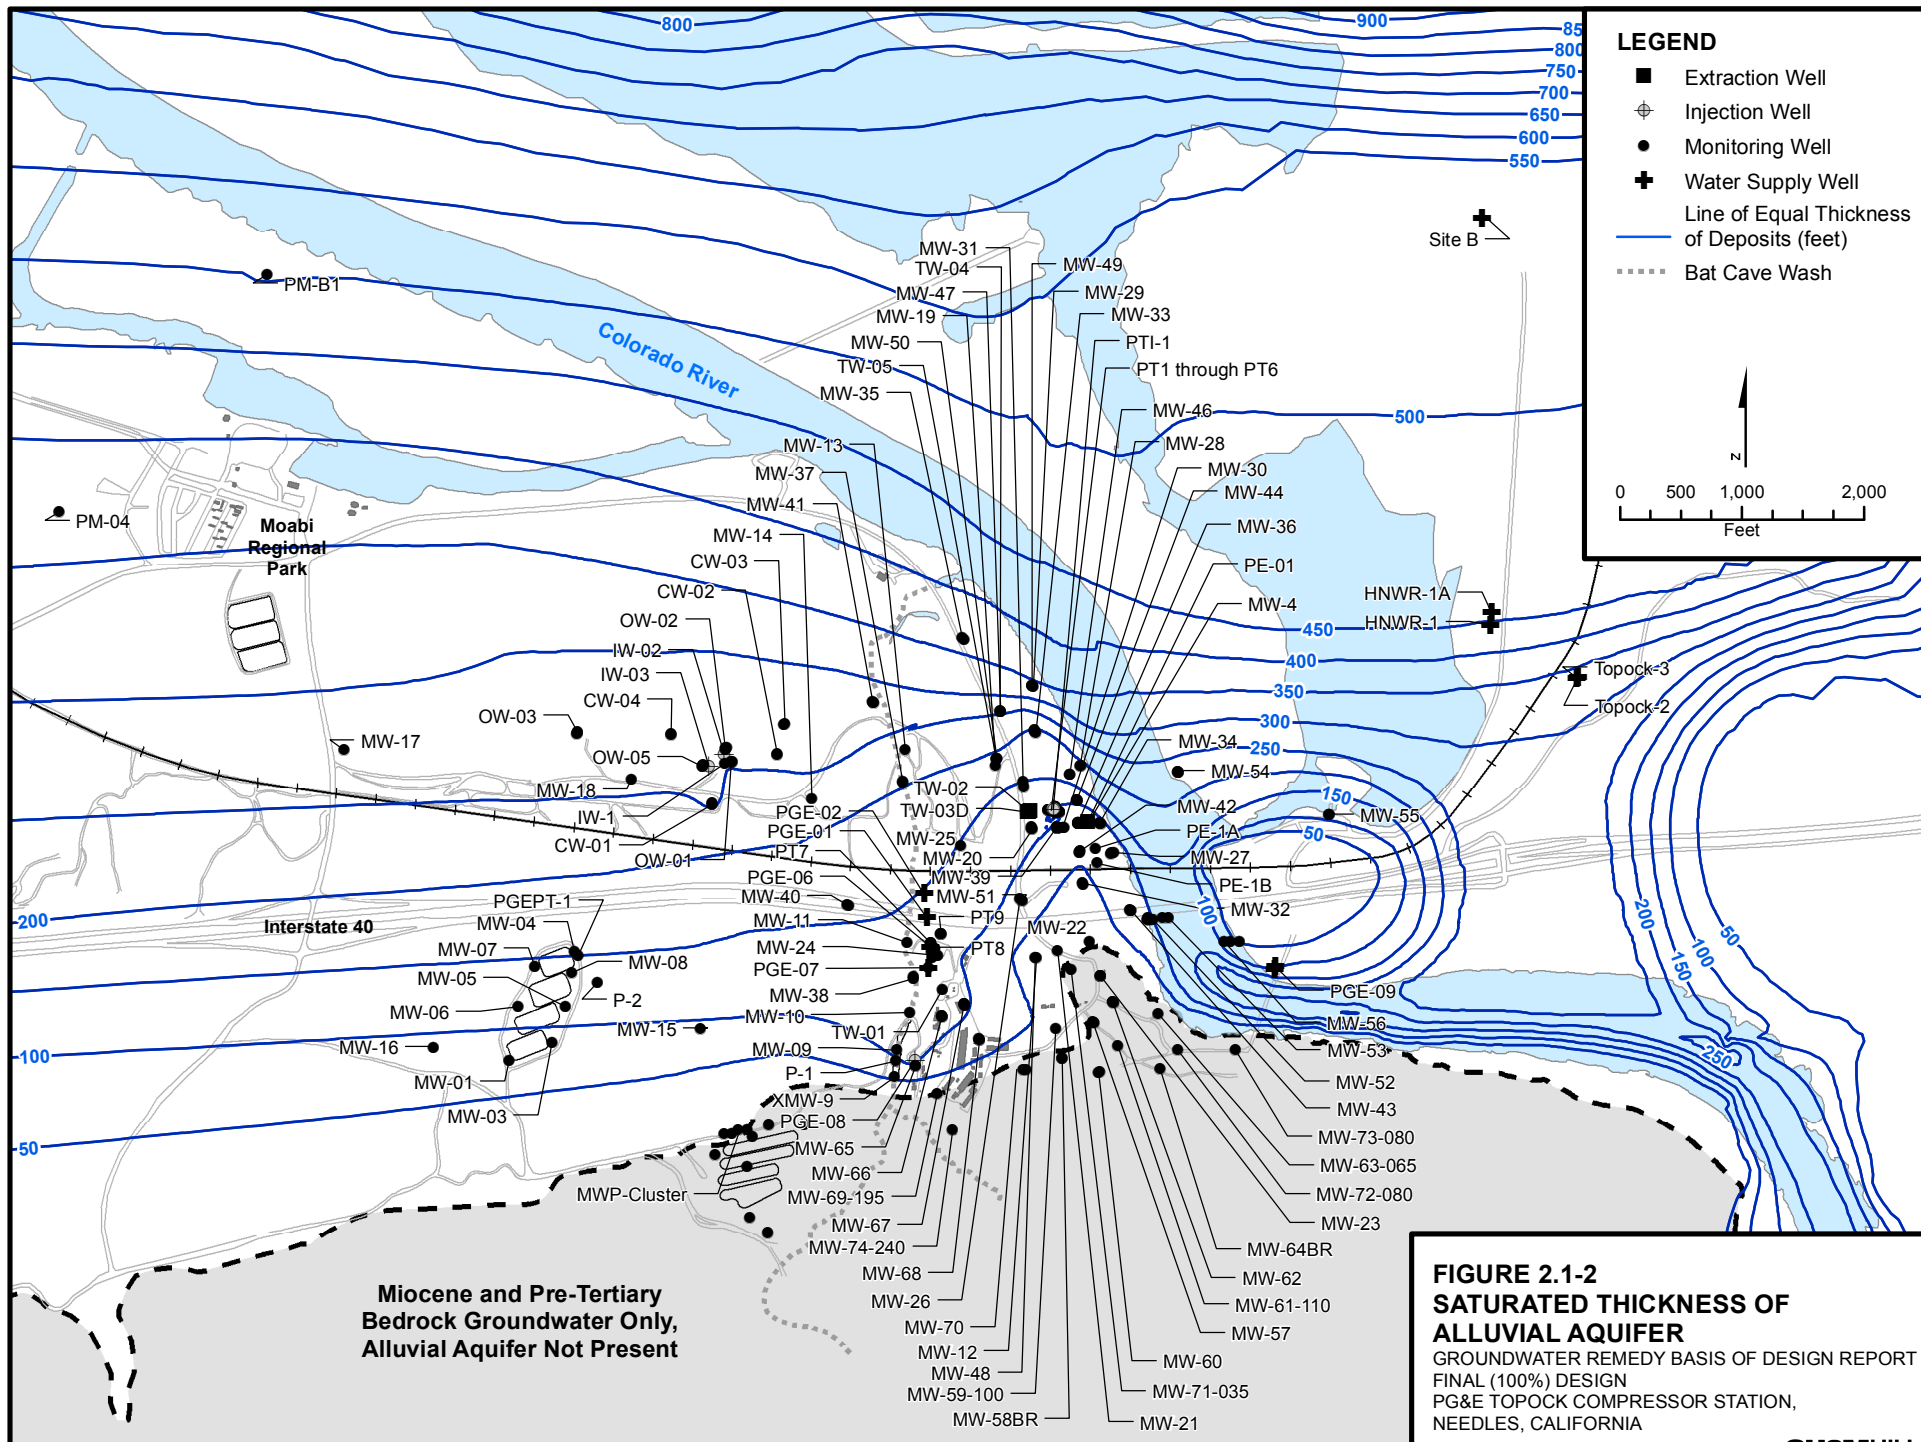 800
900
85
800
750
700
650
600
550
LEGEND
Extraction Well
Injection Well
Monitoring Well
Water Supply Well
Line of Equal Thickness
of Deposits (feet)
Bat Cave Wash
z
0 500 1,000 2,000
Feet
Site B
PM-B1
Colorado River
MW-31
TW-04
MW-47
MW-19
MW-50
TW-05
MW-35
MW-49
MW-29
MW-33
PTI-1
PT1 through PT6
MW-46
MW-28
MW-30
MW-44
MW-36
PE-01
MW-4
500
MW-13
MW-37
MW-41
MW-14
CW-03
CW-02
OW-02
IW-02
IW-03
CW-04
OW-03
OW-05
PM-04
Moabi
Regional
Park
HNWR-1A
HNWR-1
450
400
350
300
250
150
50
Topock-3
Topock-2
MW-17
MW-18
IW-1
CW-01
OW-01
MW-34
MW-54
MW-55
MW-42
PE-1A
MW-27
PE-1B
MW-32
TW-02
TW-03D
PGE-02
PGE-01
PT7
PGE-06
MW-25
MW-20
MW-39
MW-51
MW-40
MW-11
MW-24
PGE-07
MW-38
MW-10
TW-01
MW-09
P-1
XMW-9
PGE-08
MW-65
MW-66
MW-69-195
MW-67
MW-74-240
MW-68
MW-26
MW-70
MW-12
MW-48
MW-59-100
MW-58BR
PT9
PT8
MW-22
100
200
150
100
50
250
200
Interstate 40
100
50
PGEPT-1
MW-04
MW-07
MW-05
MW-06
MW-16
MW-01
MW-03
MW-08
P-2
MW-15
MWP-Cluster
PGE-09
MW-56
MW-53
MW-52
MW-43
MW-73-080
MW-63-065
MW-72-080
MW-23
MW-64BR
MW-62
MW-61-110
MW-57
MW-60
MW-71-035
MW-21
Miocene and Pre-Tertiary
Bedrock Groundwater Only,
Alluvial Aquifer Not Present
FIGURE 2.1-2
SATURATED THICKNESS OF
ALLUVIAL AQUIFER
GROUNDWATER REMEDY BASIS OF DESIGN REPORT
FINAL (100%) DESIGN
PG&E TOPOCK COMPRESSOR STATION,
NEEDLES, CALIFORNIA